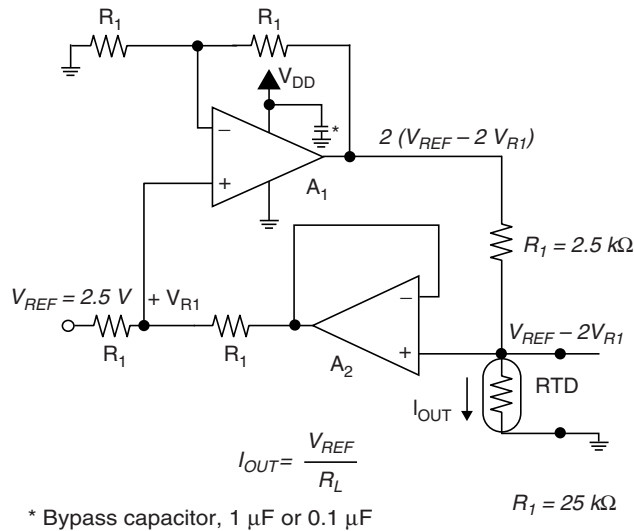 R1 R1
VDD
*
−
+
A1
2 (VREF – 2 VR1)
R1 = 2.5 kΩ
VREF = 2.5 V + VR1
R1 R1
−
+
A2
VREF – 2VR1
RTD
IOUT
IOUT = VREF / RL
R1 = 25 kΩ
* Bypass capacitor, 1 μF or 0.1 μF